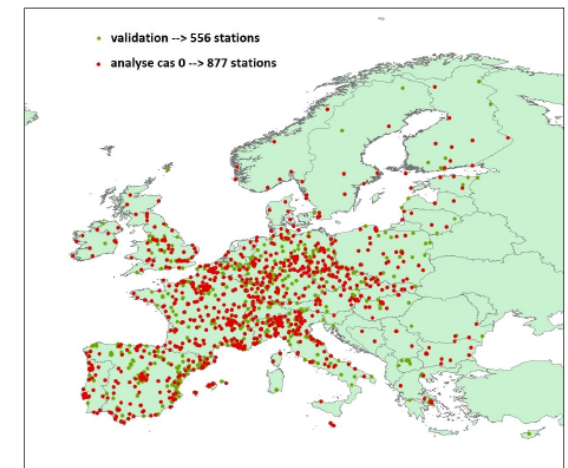 validation --> 556 stations
analyse cas 0 --> 877 stations